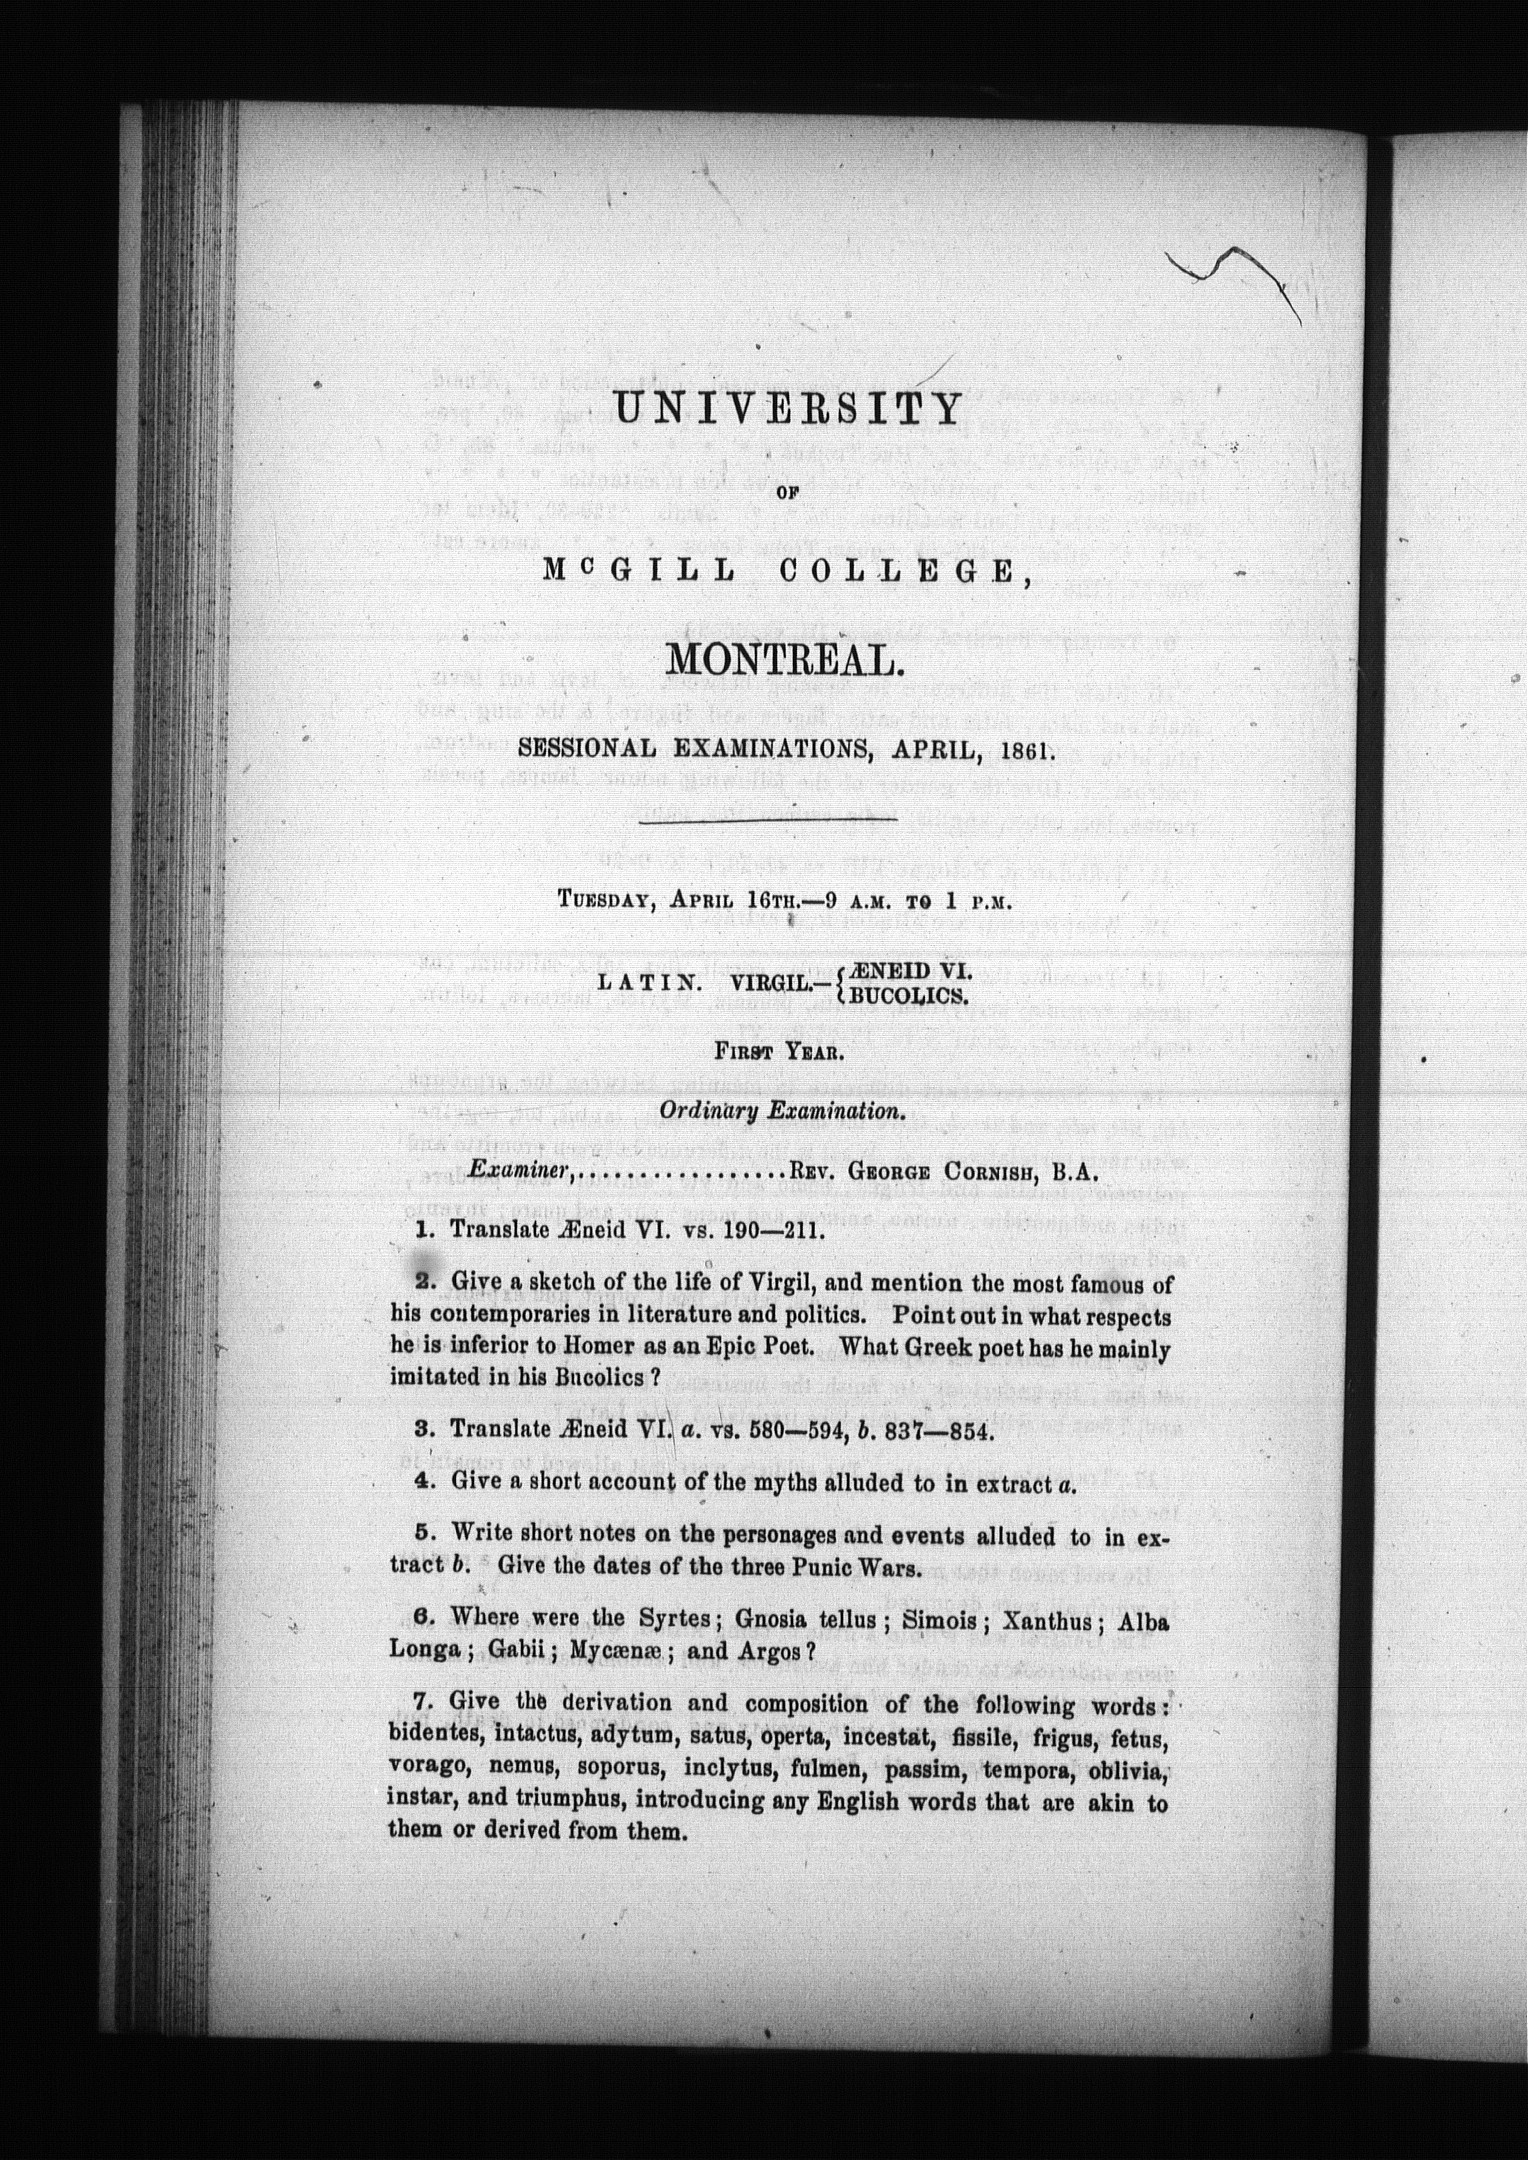 UNIVERSITY
OF
McGILL COLLEGE,
MONTREAL.
SESSIONAL EXAMINATIONS, APRIL, 1861.
TUESDAY, APRIL 16TH.—9 A.M. TO 1 P.M.
LATIN. VIRGIL.—{ÆNEID VI.
BUCOLICS.
FIRST YEAR.
Ordinary Examination.
Examiner,..................REV. GEORGE CORNISH, B.A.
1. Translate Æneid VI. vs. 190—211.
2. Give a sketch of the life of Virgil, and mention the most famous of
his contemporaries in literature and politics. Point out in what respects
he is inferior to Homer as an Epic Poet. What Greek poet has he mainly
imitated in his Bucolics ?
3. Translate Æneid VI. a. vs. 580—594, b. 837—854.
4. Give a short account of the myths alluded to in extract a.
5. Write short notes on the personages and events alluded to in ex-
tract b. Give the dates of the three Punic Wars.
6. Where were the Syrtes ; Gnosia tellus ; Simois ; Xanthus ; Alba
Longa ; Gabii ; Mycænæ ; and Argos ?
7. Give the derivation and composition of the following words :
bidentes, intactus, adytum, satus, operta, incestat, fissile, frigus, fetus,
vorago, nemus, soporus, inclytus, fulmen, passim, tempora, oblivia,
instar, and triumphus, introducing any English words that are akin to
them or derived from them.